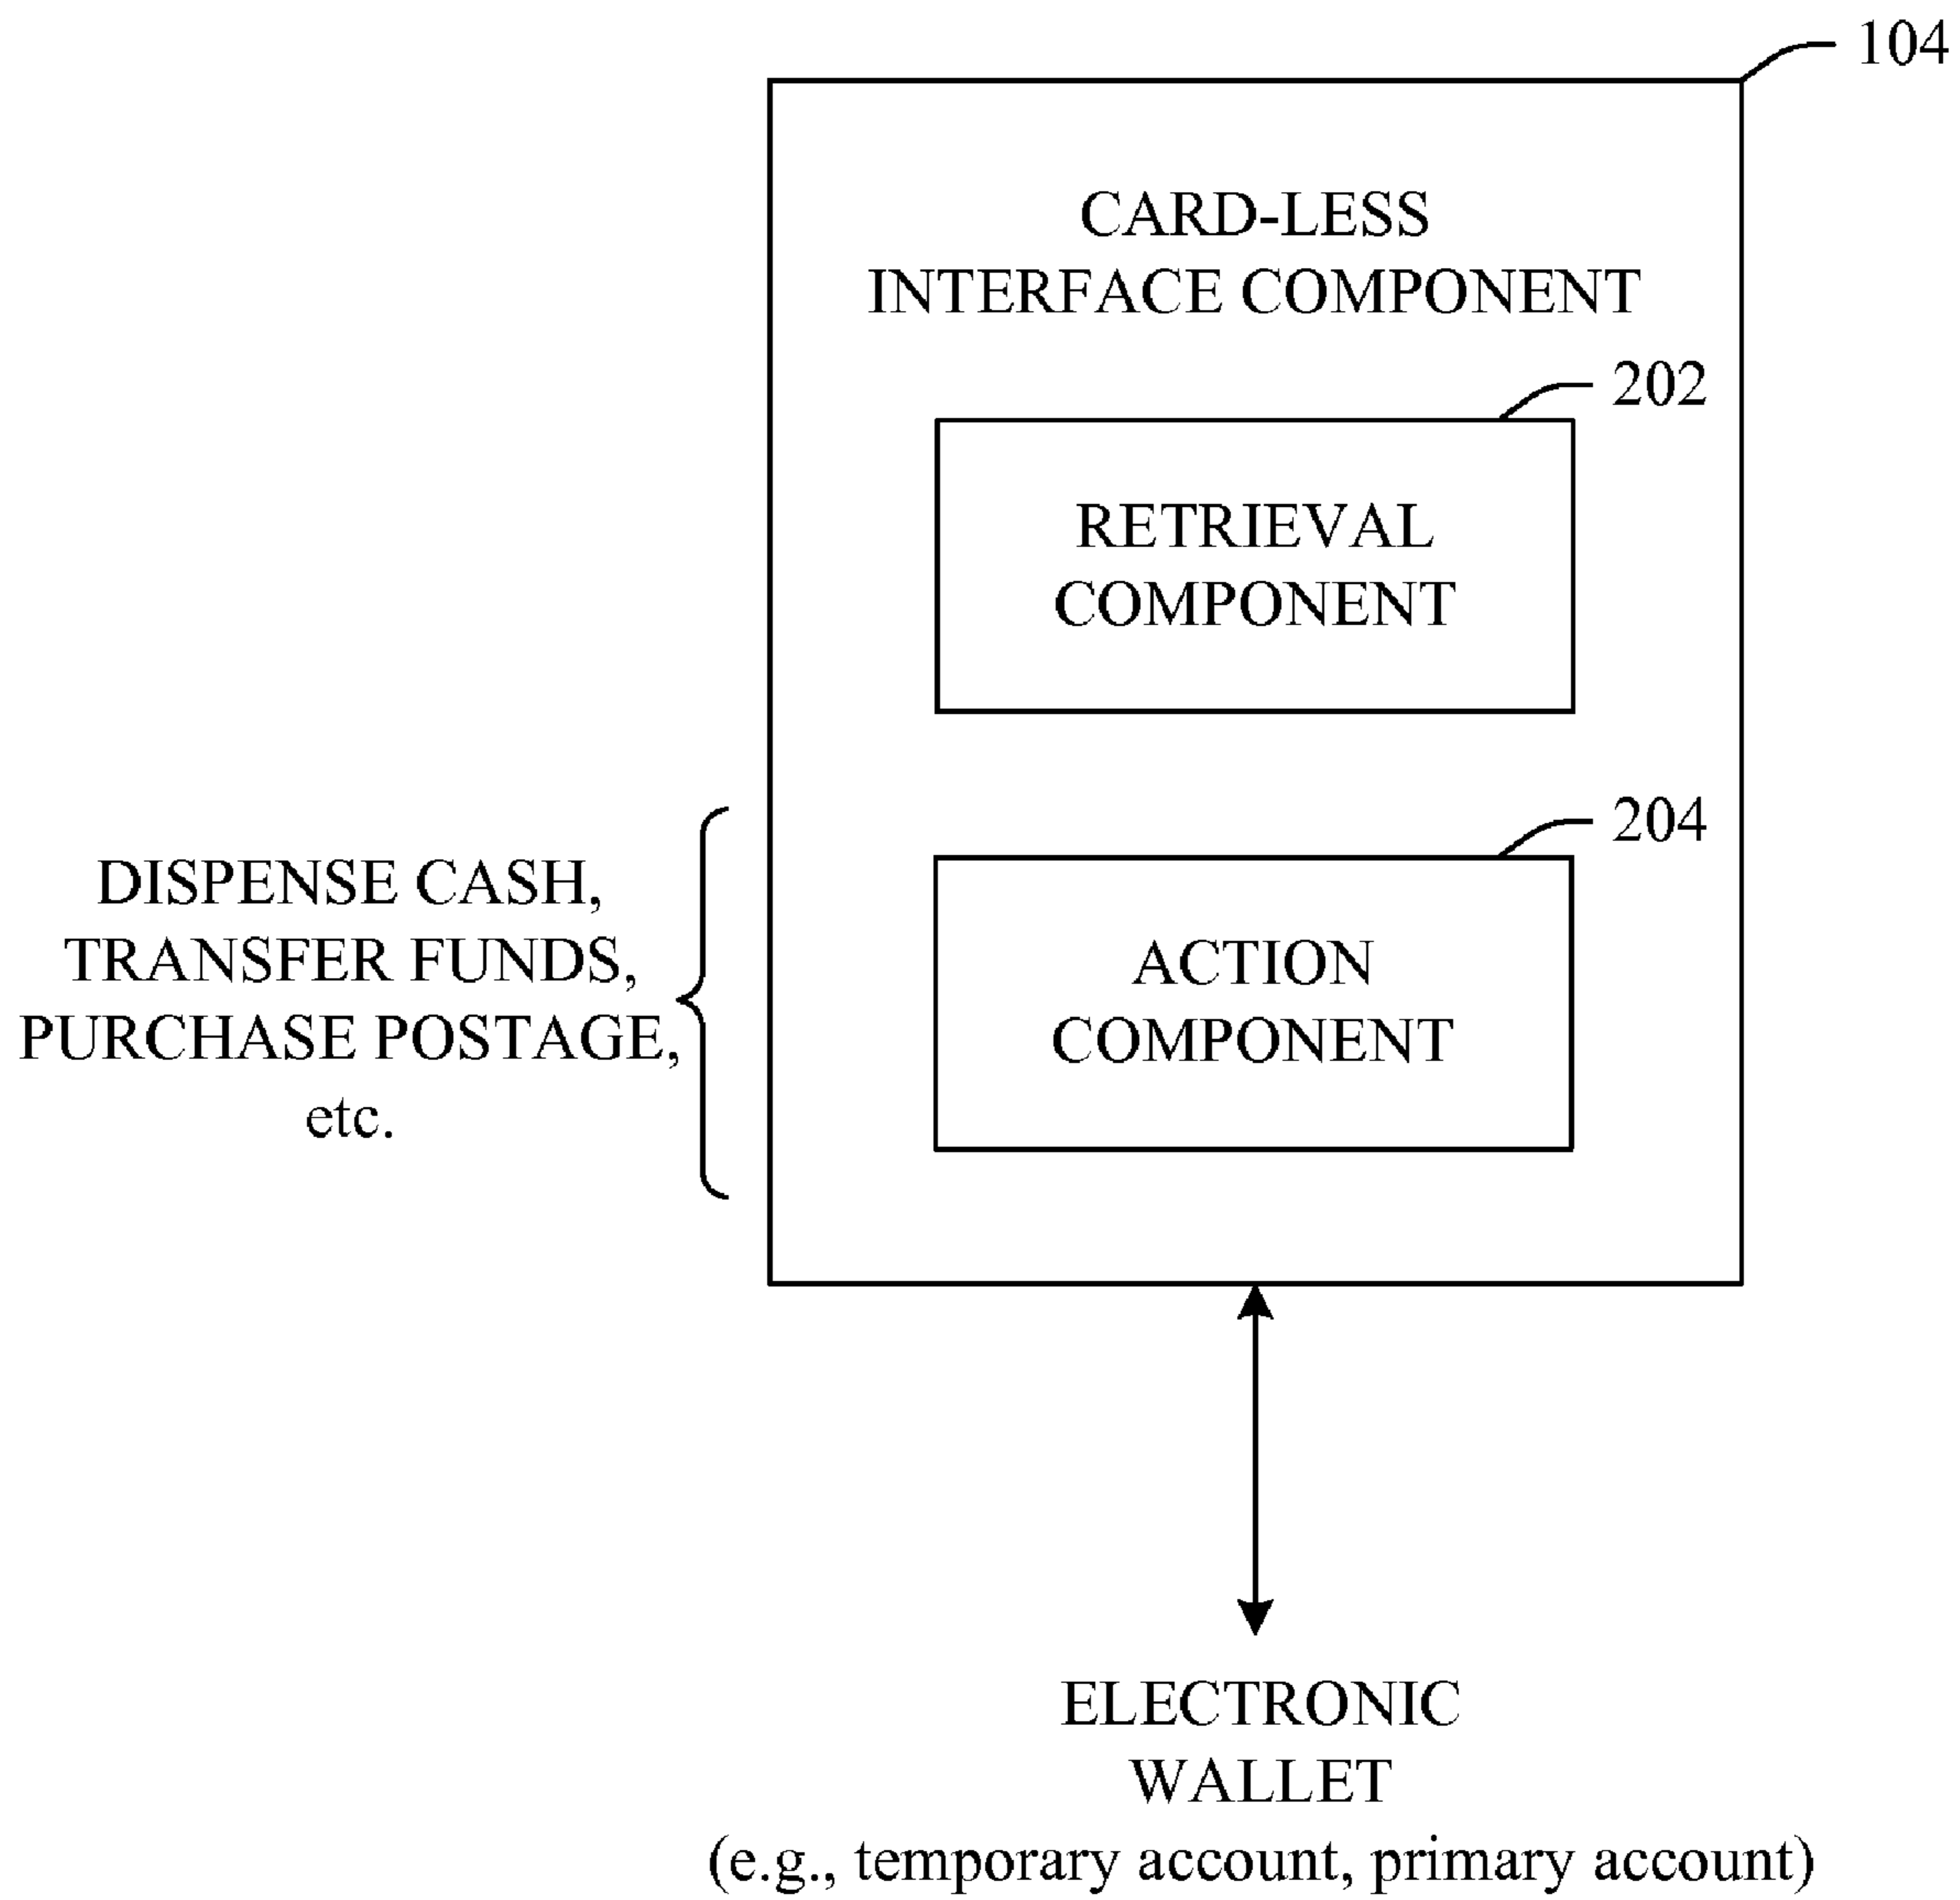 104
CARD-LESS
INTERFACE COMPONENT
202
RETRIEVAL
COMPONENT
204
ACTION
COMPONENT
DISPENSE CASH,
TRANSFER FUNDS,
PURCHASE POSTAGE,
etc.
ELECTRONIC
WALLET
(e.g., temporary account, primary account)